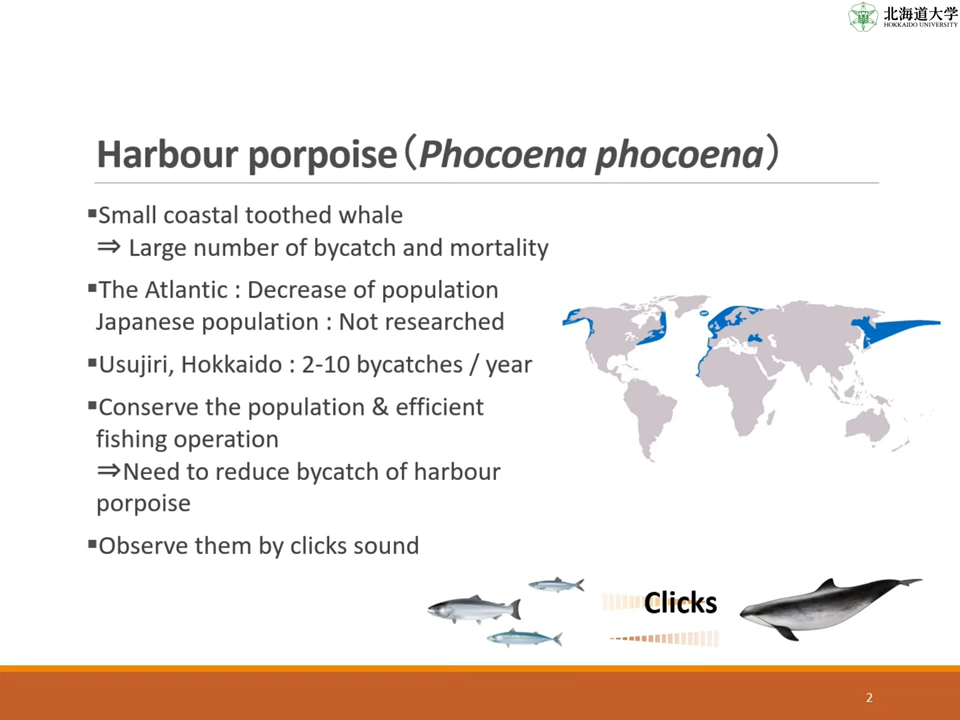 北海道大学
HOKKAIDO UNIVERSITY
Harbour porpoise（Phocoena phocoena）
▪Small coastal toothed whale
⇒ Large number of bycatch and mortality
▪The Atlantic : Decrease of population
Japanese population : Not researched
▪Usujiri, Hokkaido : 2-10 bycatches / year
▪Conserve the population & efficient
fishing operation
⇒Need to reduce bycatch of harbour
porpoise
▪Observe them by clicks sound
Clicks
2